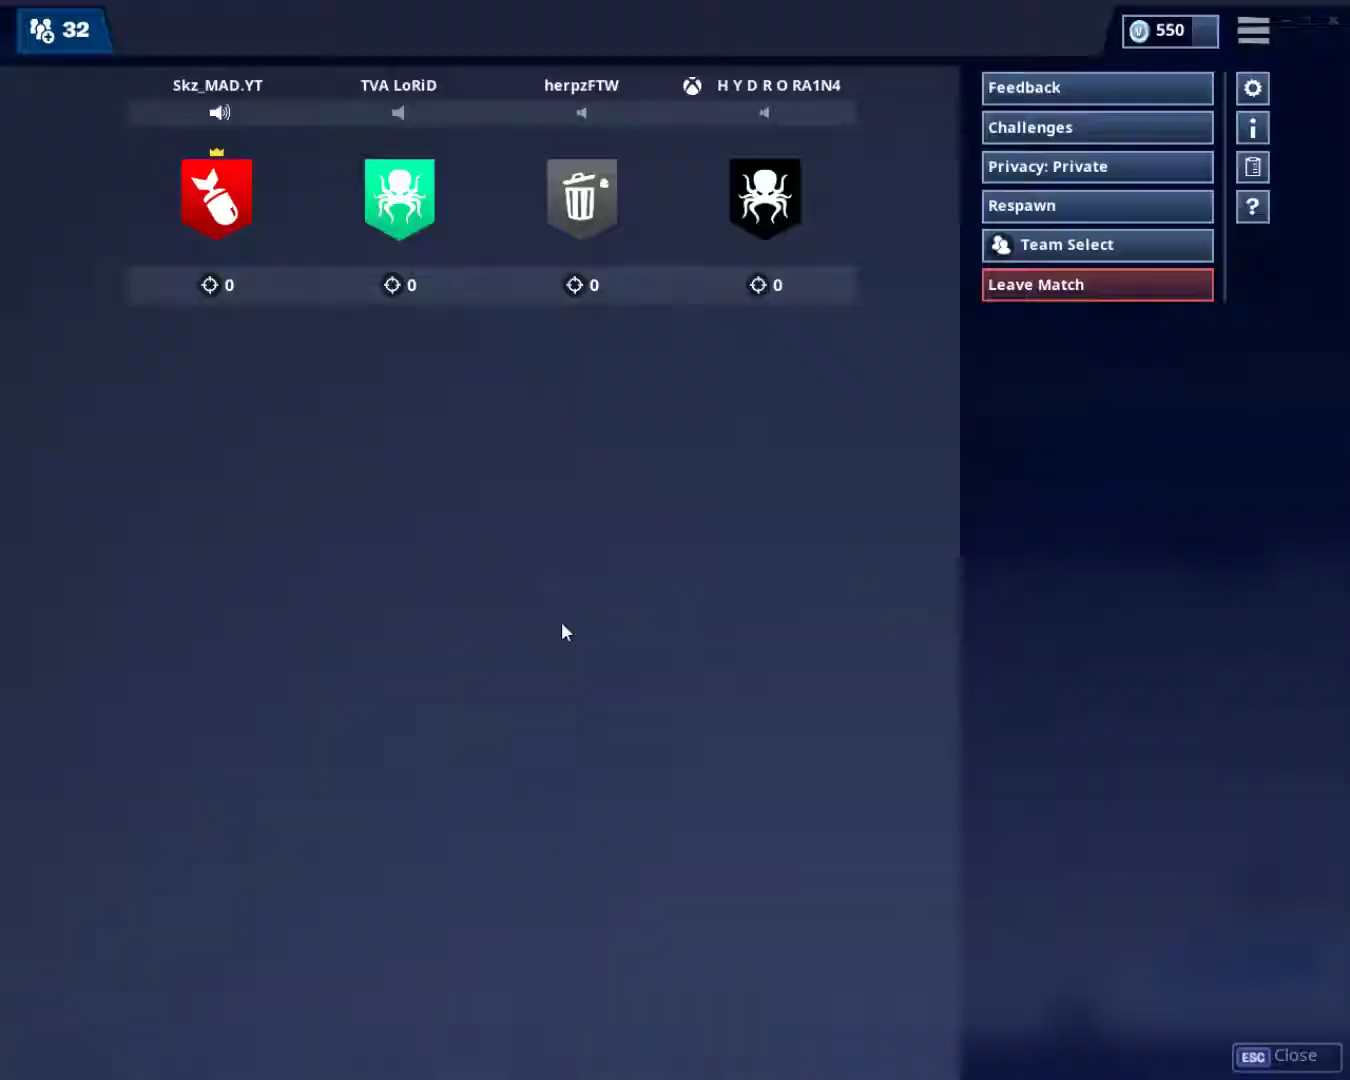 32
550
Skz_MAD.YT
TVA LoRiD
herpzFTW
H Y D R O RA1N4
0
0
0
0
Feedback
Challenges
Privacy: Private
Respawn
Team Select
Leave Match
ESC Close